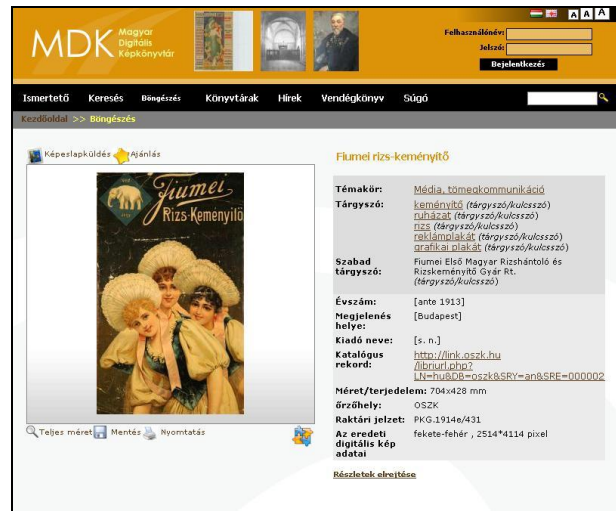 MDK Magyar
Digitális
Képkönyvtár
A A A
Felhasználónév:
Jelszó:
Bejelentkezés
Ismertető Keresés Böngészés Könyvtárak Hírek Vendégkönyv Súgó
Kezdőoldal >> Böngészés
Képeslapküldés Ajánlás
Fiumei
Rizs-Keményítő
Teljes méret Mentés Nyomtatás
Fiumei rizs-keményítő
Témakör: Média, tömegkommunikáció
Tárgyszó: keményítő (tárgyszó/kulcsszó)
ruházat (tárgyszó/kulcsszó)
rizs (tárgyszó/kulcsszó)
reklámplakát (tárgyszó/kulcsszó)
grafikai plakát (tárgyszó/kulcsszó)
Szabad Fiumei Első Magyar Rizshántoló és
tárgyszó: Rizskeményítő Gyár Rt.
(tárgyszó/kulcsszó)
Évszám: [ante 1913]
Megjelenés [Budapest]
helye:
Kiadó neve: [s. n.]
Katalógus http://link.oszk.hu
rekord: /libriurl.php?
LN=hu&DB=oszk&SRY=an&SRE=000002
Méret/terjedelem: 704x428 mm
őrzőhely: OSZK
Raktári jelzet: PKG.1914e/431
Az eredeti fekete-fehér , 2514*4114 pixel
digitális kép
adatai
Részletek elrejtése